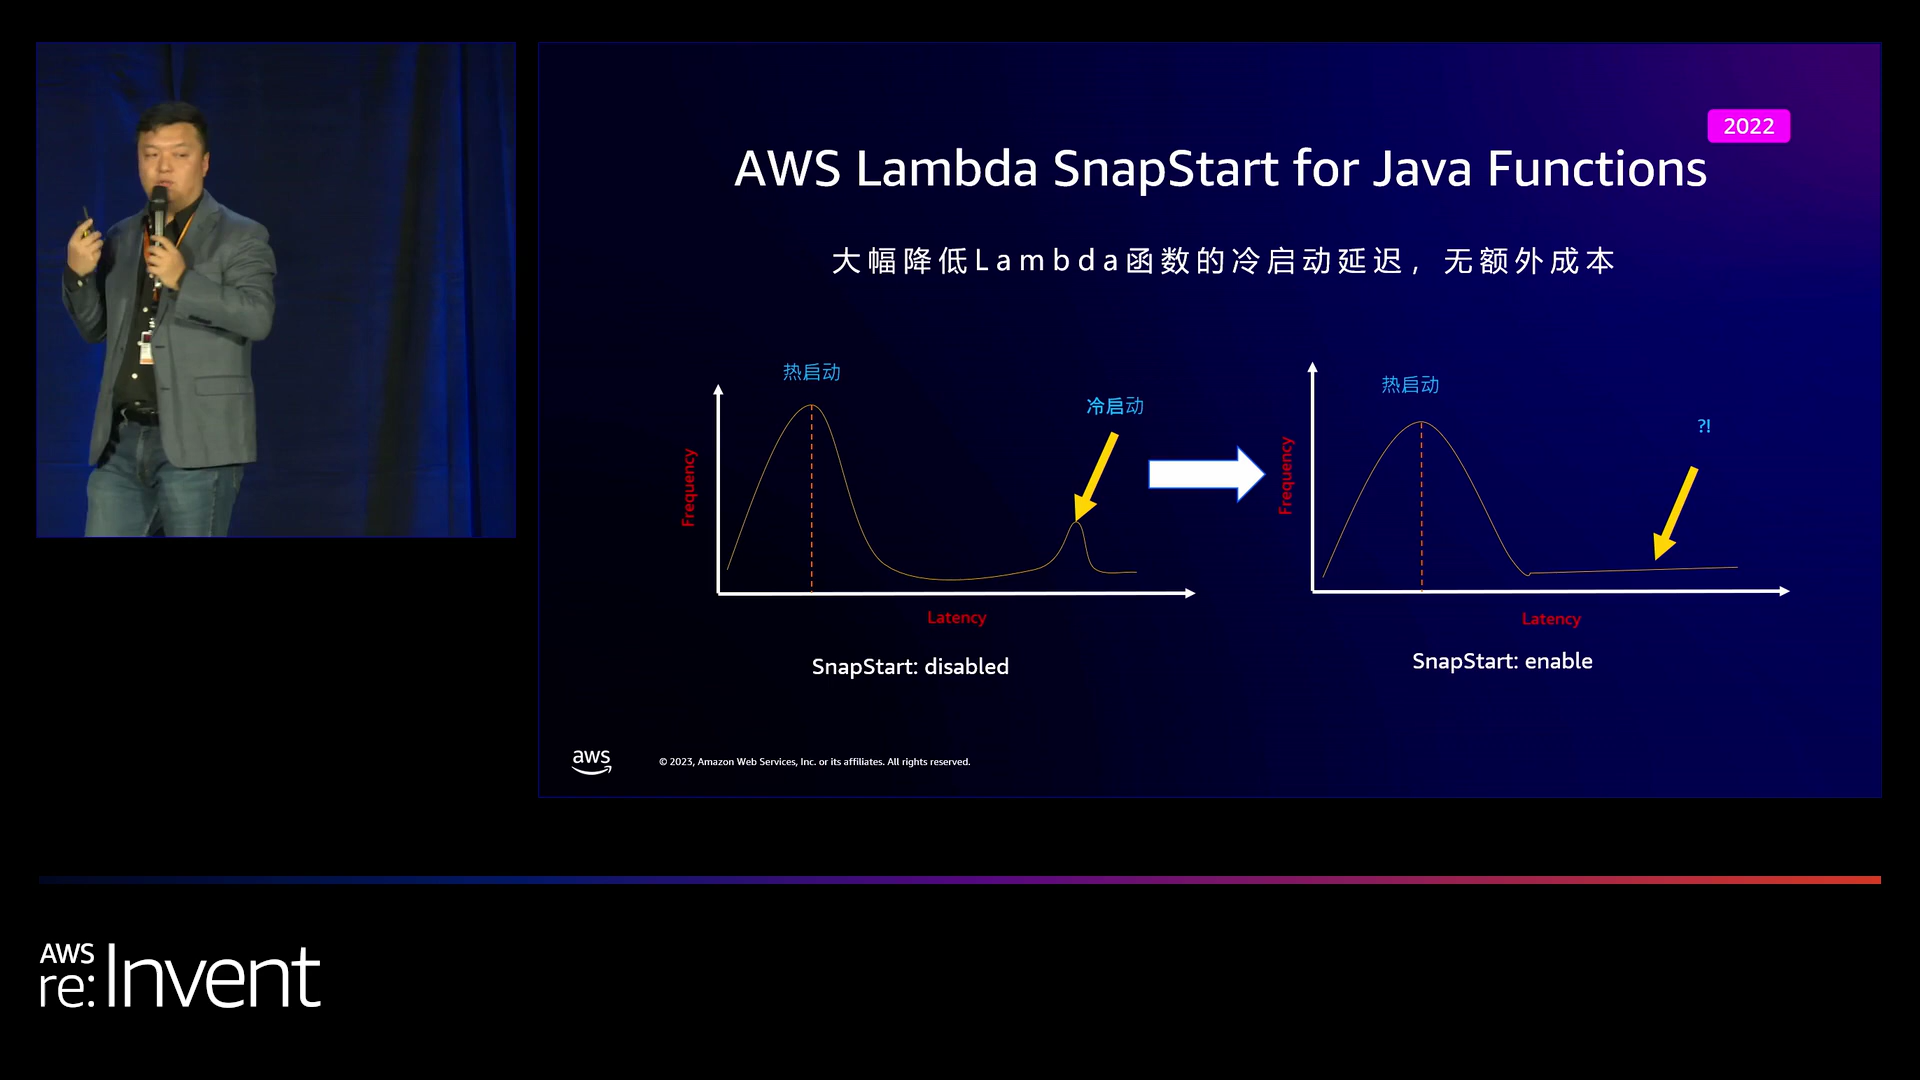 2022
AWS Lambda SnapStart for Java Functions
大幅降低Lambda函数的冷启动延迟，无额外成本
热启动
冷启动
Frequency
Latency
SnapStart: disabled
热启动
?!
Frequency
Latency
SnapStart: enable
aws
© 2023, Amazon Web Services, Inc. or its affiliates. All rights reserved.
AWS
re:Invent